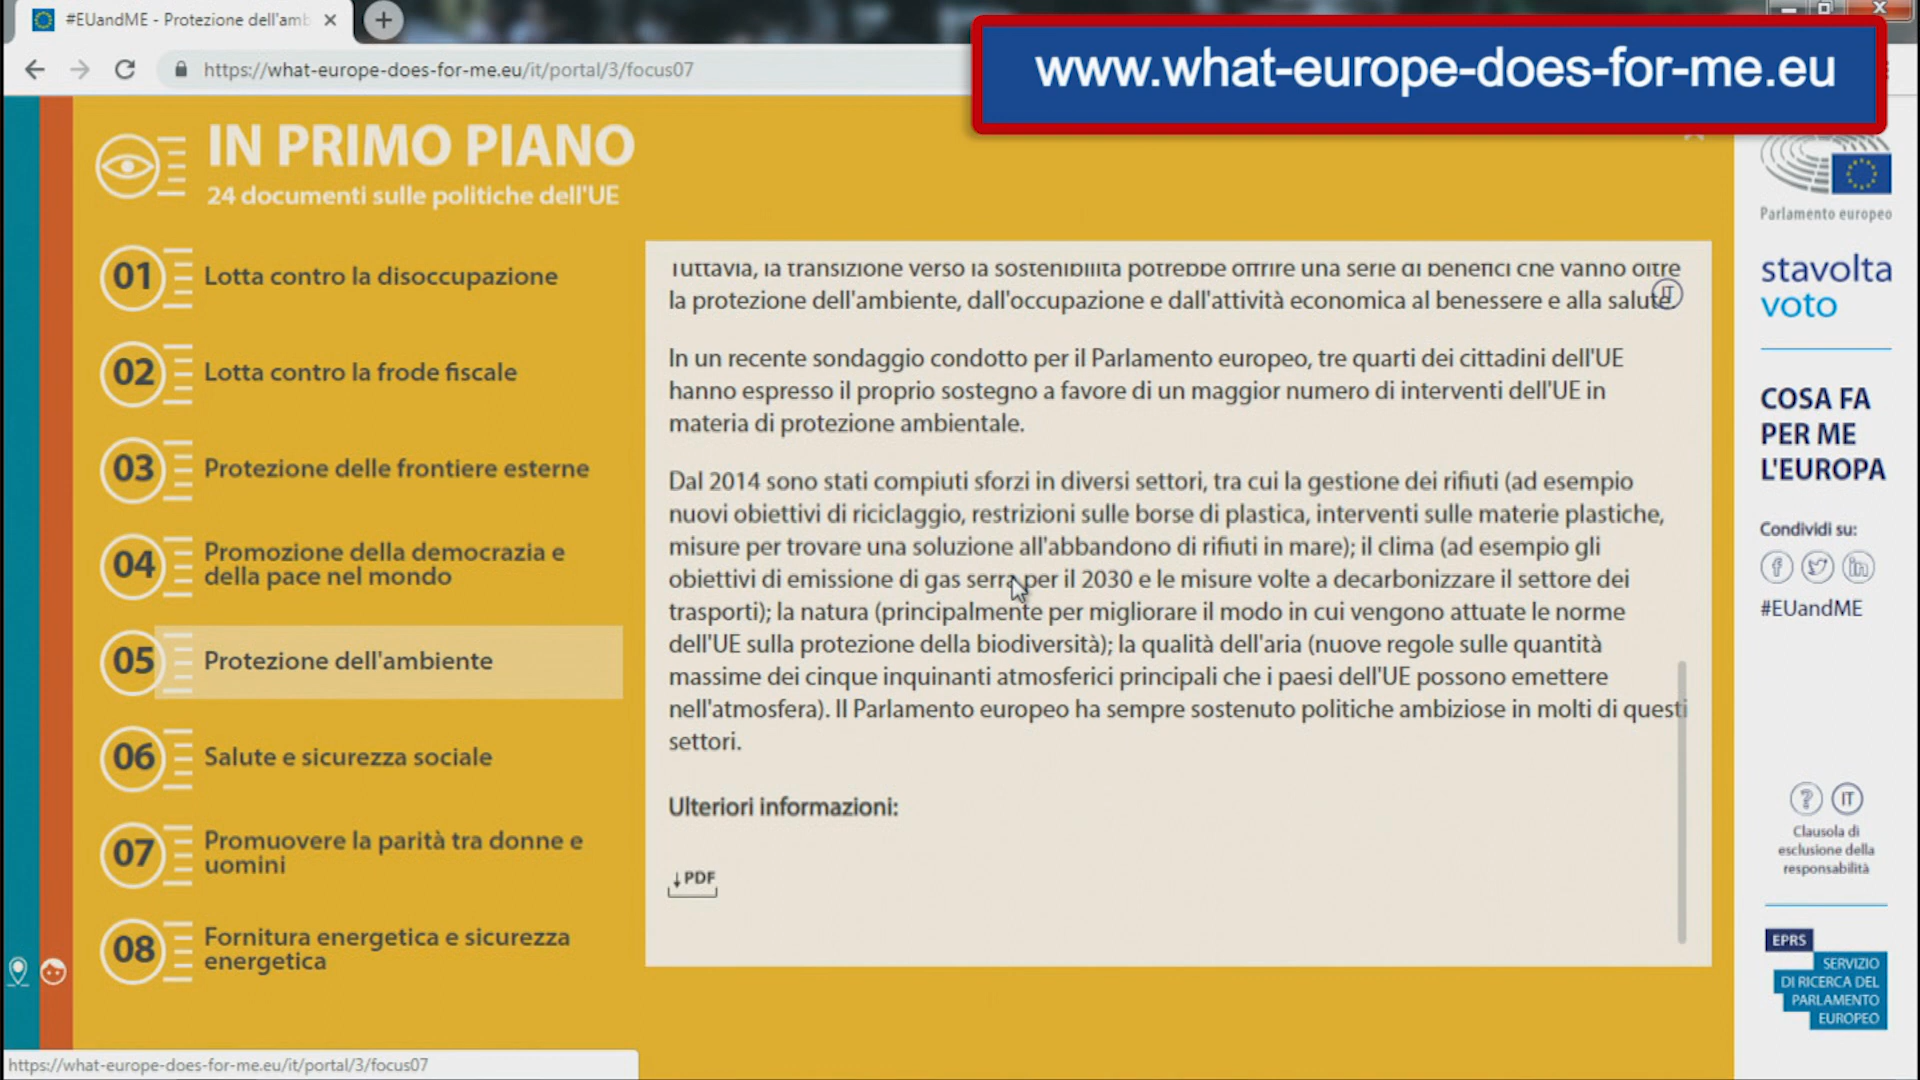 #EUandME - Protezione dell'amb
https://what-europe-does-for-me.eu/it/portal/3/focus07
www.what-europe-does-for-me.eu
IN PRIMO PIANO
24 documenti sulle politiche dell'UE
01 Lotta contro la disoccupazione
02 Lotta contro la frode fiscale
03 Protezione delle frontiere esterne
04 Promozione della democrazia e
della pace nel mondo
05 Protezione dell'ambiente
06 Salute e sicurezza sociale
07 Promuovere la parità tra donne e
uomini
08 Fornitura energetica e sicurezza
energetica
Tuttavia, la transizione verso la sostenibilità potrebbe offrire una serie di benefici che vanno oltre
la protezione dell'ambiente, dall'occupazione e dall'attività economica al benessere e alla salute.
IT
In un recente sondaggio condotto per il Parlamento europeo, tre quarti dei cittadini dell'UE
hanno espresso il proprio sostegno a favore di un maggior numero di interventi dell'UE in
materia di protezione ambientale.
Dal 2014 sono stati compiuti sforzi in diversi settori, tra cui la gestione dei rifiuti (ad esempio
nuovi obiettivi di riciclaggio, restrizioni sulle borse di plastica, interventi sulle materie plastiche,
misure per trovare una soluzione all'abbandono di rifiuti in mare); il clima (ad esempio gli
obiettivi di emissione di gas serra per il 2030 e le misure volte a decarbonizzare il settore dei
trasporti); la natura (principalmente per migliorare il modo in cui vengono attuate le norme
dell'UE sulla protezione della biodiversità); la qualità dell'aria (nuove regole sulle quantità
massime dei cinque inquinanti atmosferici principali che i paesi dell'UE possono emettere
nell'atmosfera). Il Parlamento europeo ha sempre sostenuto politiche ambiziose in molti di questi
settori.
Ulteriori informazioni:
PDF
Parlamento europeo
stavolta
voto
COSA FA
PER ME
L'EUROPA
Condividi su:
f in
#EUandME
? IT
Clausola di
esclusione della
responsabilità
EPRS
SERVIZIO
DI RICERCA DEL
PARLAMENTO
EUROPEO
https://what-europe-does-for-me.eu/it/portal/3/focus07